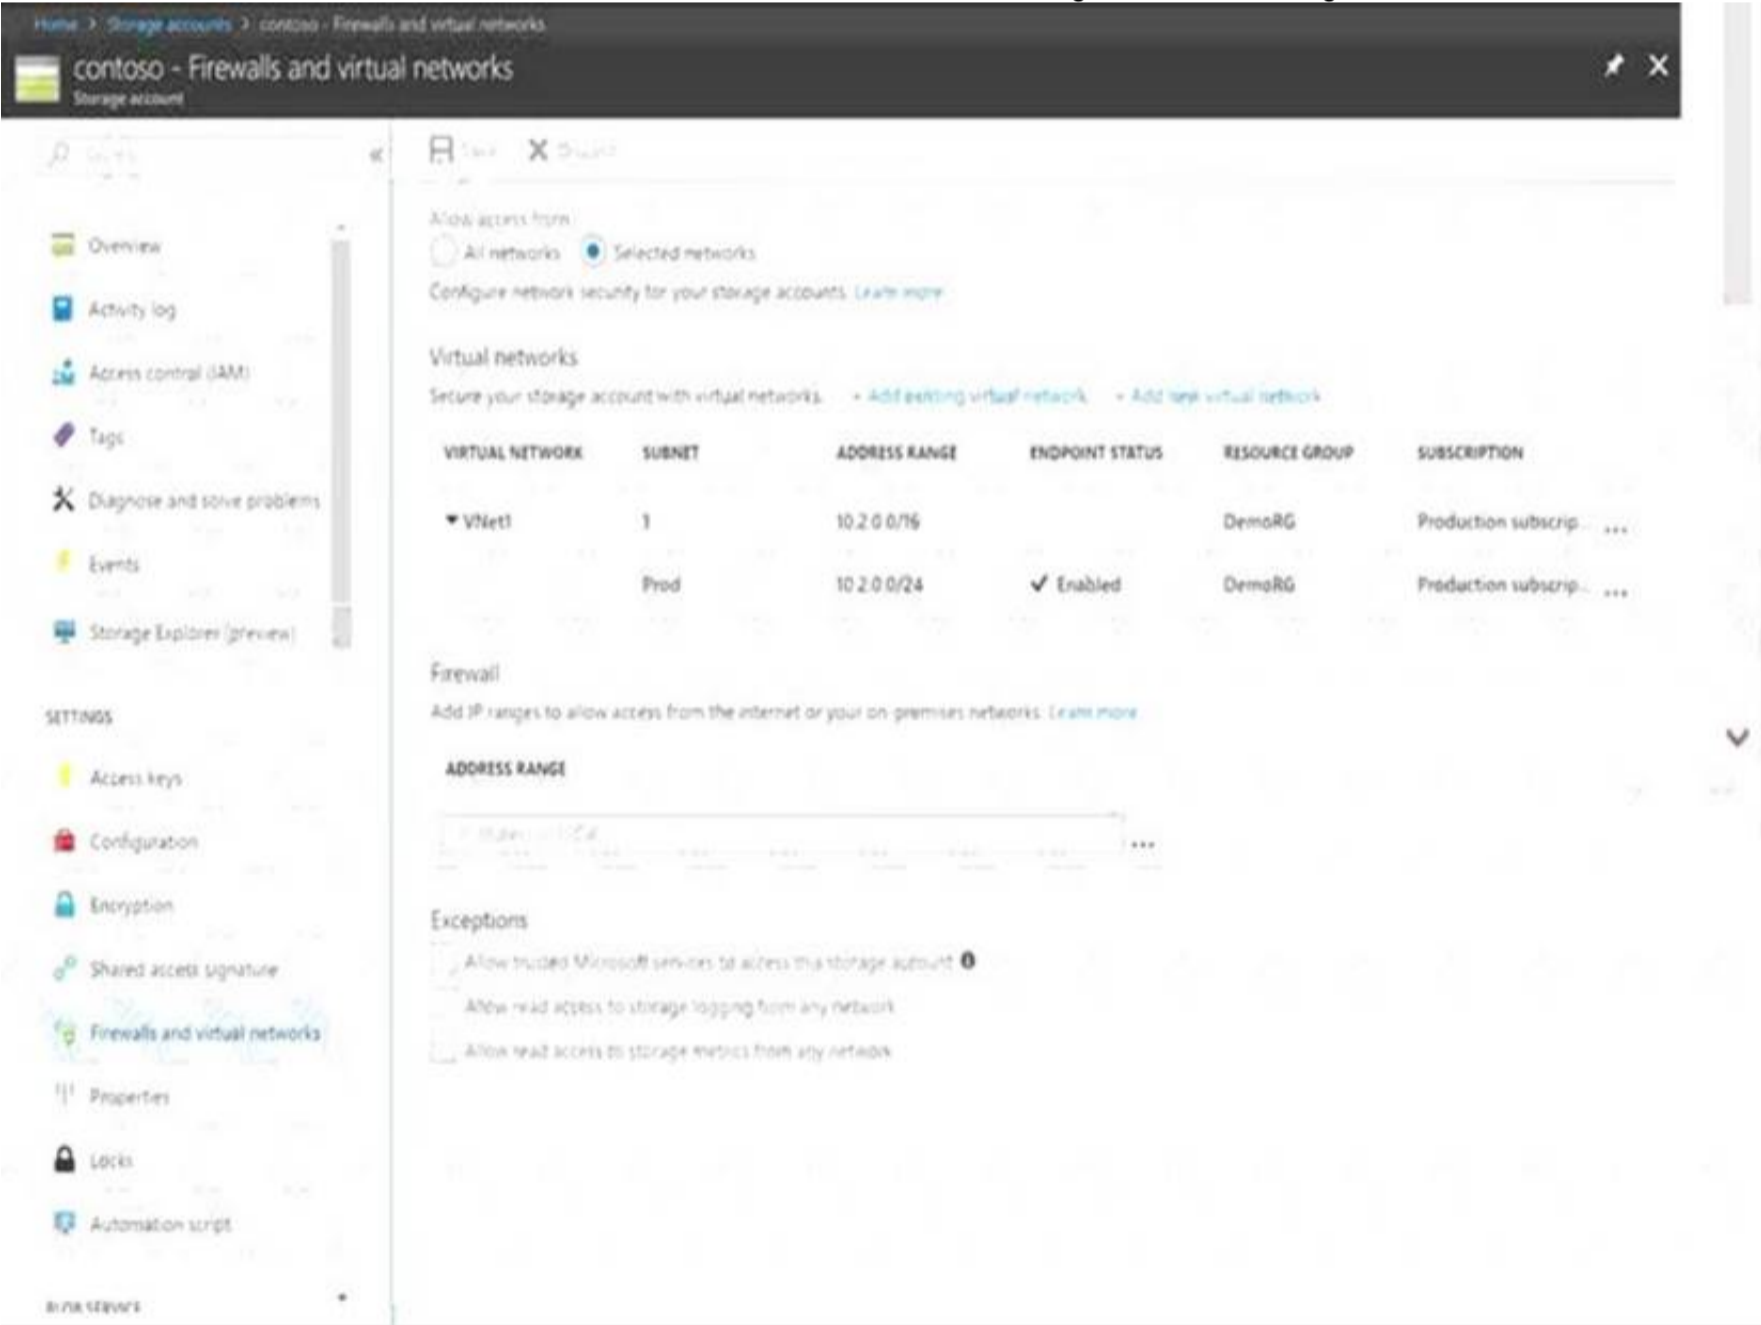 Home > Storage accounts > contoso - Firewalls and virtual networks
contoso - Firewalls and virtual networks
Storage account
Allow access from
All networks Selected networks
Configure network security for your storage accounts. Learn more
Virtual networks
Secure your storage account with virtual networks. + Add existing virtual network + Add new virtual network
VIRTUAL NETWORK SUBNET ADDRESS RANGE ENDPOINT STATUS RESOURCE GROUP SUBSCRIPTION
VNet1 1 10.2.0.0/16 DemoRG Production subscrip... ...
Prod 10.2.0.0/24 ✓ Enabled DemoRG Production subscrip... ...
Firewall
Add IP ranges to allow access from the internet or your on-premises networks. Learn more
ADDRESS RANGE
...
Exceptions
Allow trusted Microsoft services to access this storage account
Allow read access to storage logging from any network
Allow read access to storage metrics from any network
Overview
Activity log
Access control (IAM)
Tags
Diagnose and solve problems
Events
Storage Explorer (preview)
SETTINGS
Access keys
Configuration
Encryption
Shared access signature
Firewalls and virtual networks
Properties
Locks
Automation script
BLOB SERVICE